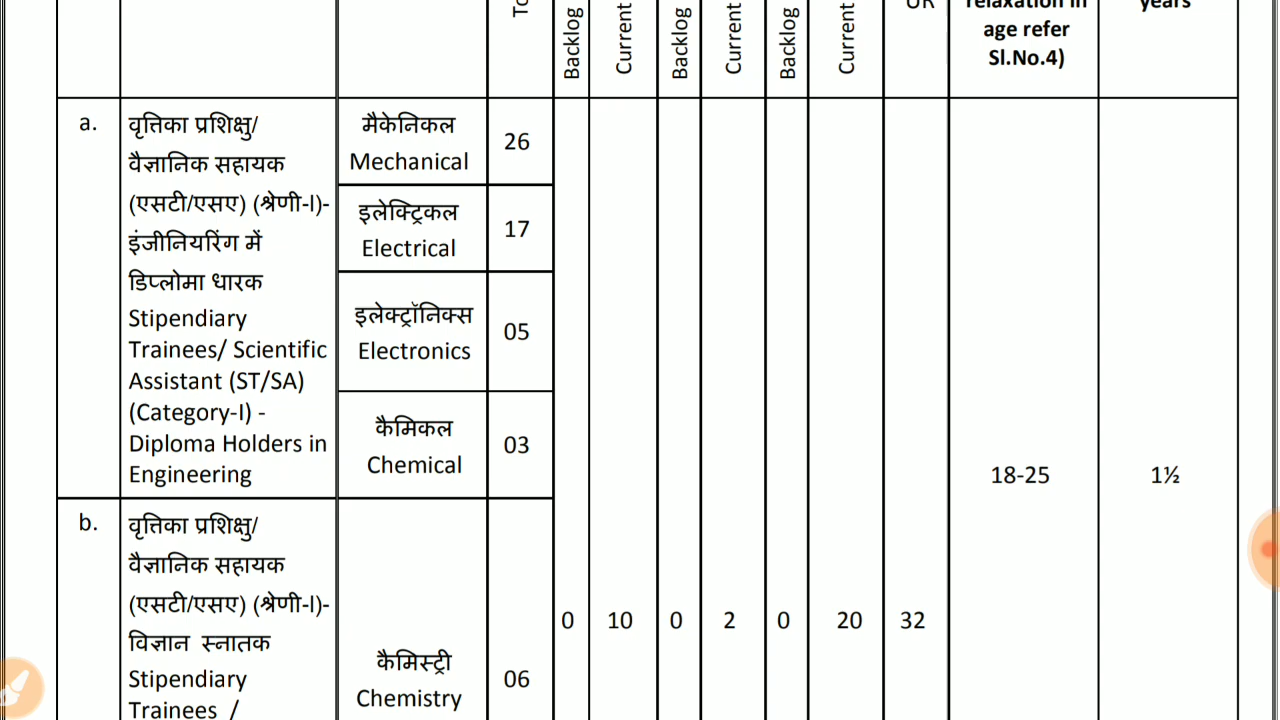 To
Backlog
Current
Backlog
Current
Backlog
Current
UR
relaxation in
age refer
Sl.No.4)
years
a.
वृत्तिका प्रशिक्षु/
वैज्ञानिक सहायक
(एसटी/एसए) (श्रेणी-I)-
इंजीनियरिंग में
डिप्लोमा धारक
Stipendiary
Trainees/ Scientific
Assistant (ST/SA)
(Category-I) -
Diploma Holders in
Engineering
मैकेनिकल
Mechanical
26
इलेक्ट्रिकल
Electrical
17
इलेक्ट्रॉनिक्स
Electronics
05
कैमिकल
Chemical
03
18-25
1½
b.
वृत्तिका प्रशिक्षु/
वैज्ञानिक सहायक
(एसटी/एसए) (श्रेणी-I)-
विज्ञान स्नातक
Stipendiary
Trainees /
कैमिस्ट्री
Chemistry
06
0
10
0
2
0
20
32